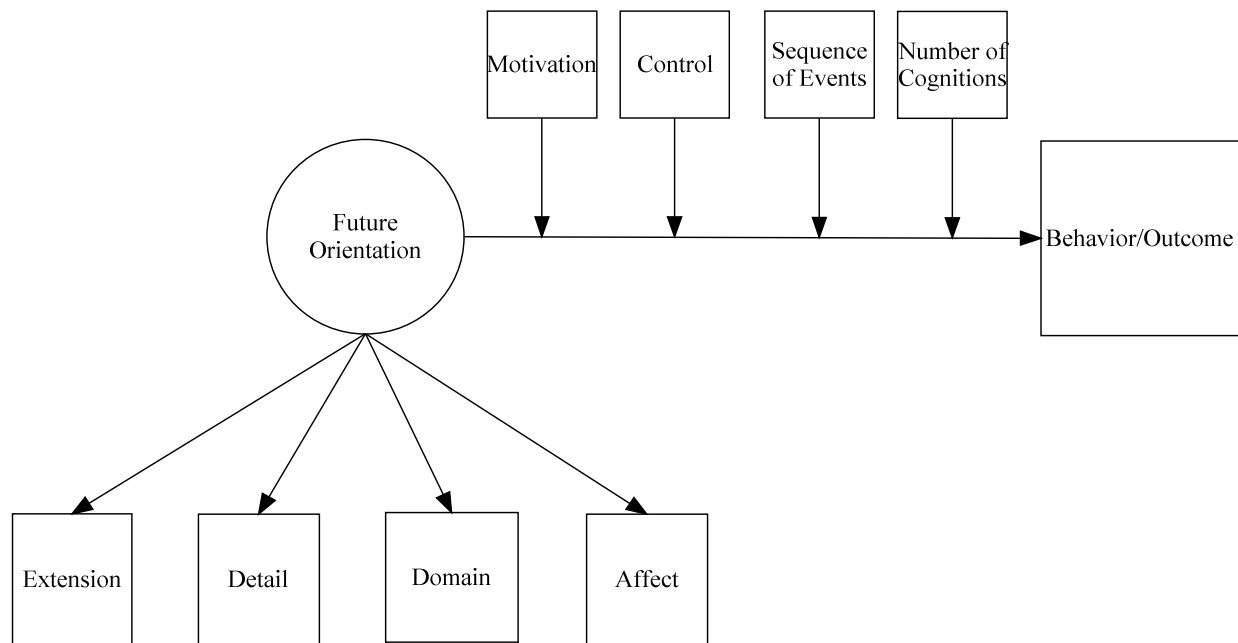 Motivation
Control
Sequence
of Events
Number of
Cognitions
Future
Orientation
Behavior/Outcome
Extension
Detail
Domain
Affect